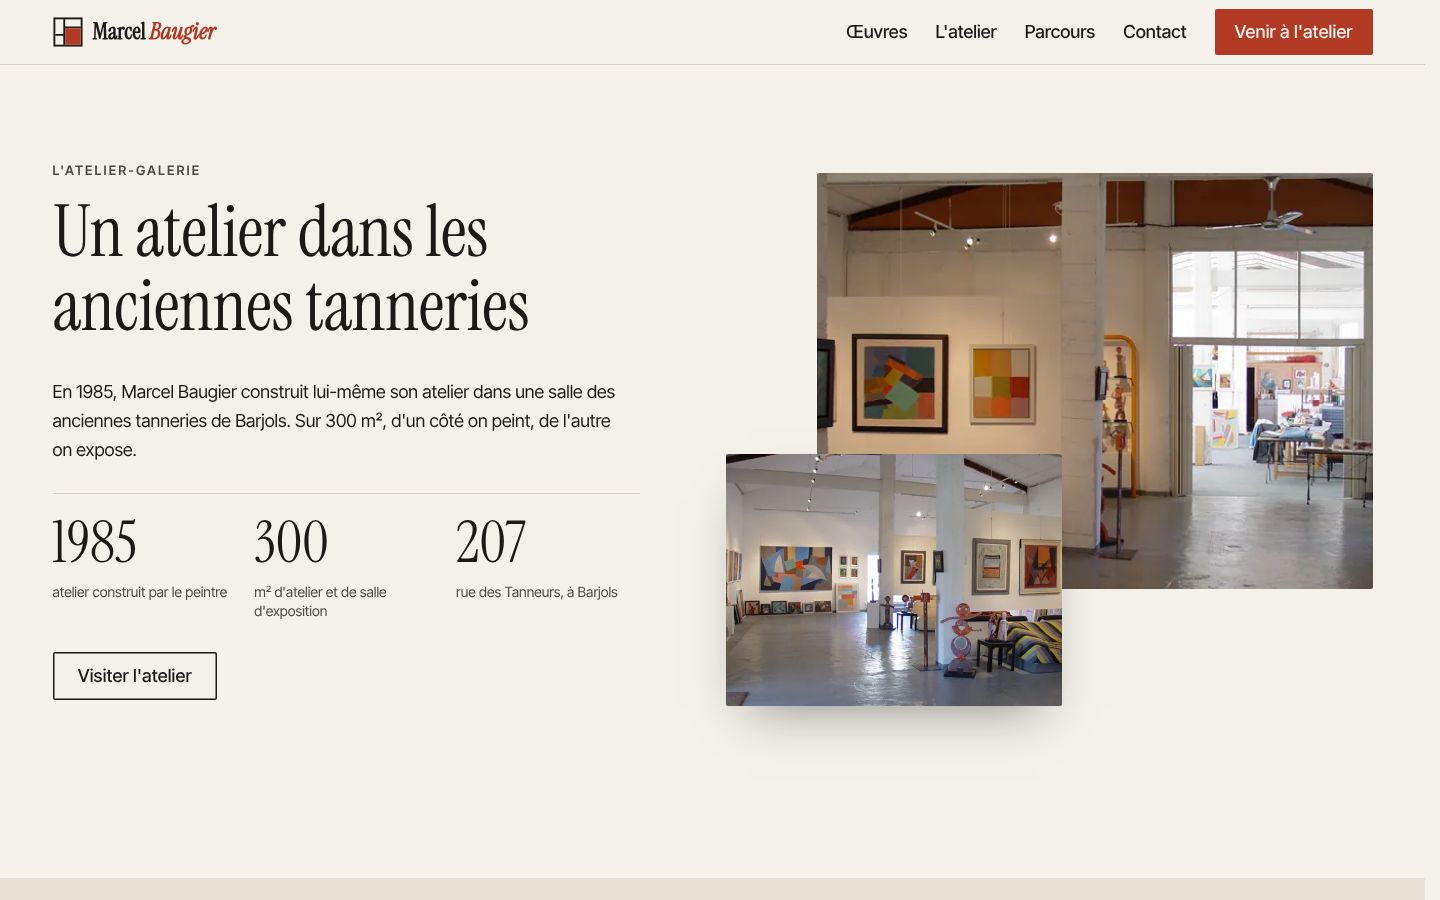 Marcel Baugier
Œuvres
L'atelier
Parcours
Contact
Venir à l'atelier
L'ATELIER-GALERIE
Un atelier dans les
anciennes tanneries
En 1985, Marcel Baugier construit lui-même son atelier dans une salle des
anciennes tanneries de Barjols. Sur 300 m², d'un côté on peint, de l'autre
on expose.
1985
atelier construit par le peintre
300
m² d'atelier et de salle
d'exposition
207
rue des Tanneurs, à Barjols
Visiter l'atelier